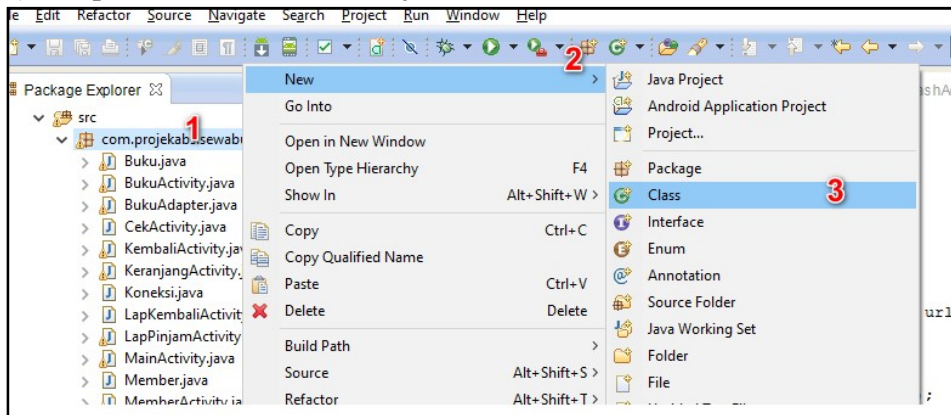 Edit Refactor Source Navigate Search Project Run Window Help
Package Explorer
src
1
Buku.java
BukuActivity.java
BukuAdapter.java
CekActivity.java
KembaliActivity.jav
KeranjangActivity.
Koneksi.java
LapKembaliActivit
LapPinjamActivity
MainActivity.java
Member.java
MemberActivity.ja
2
New
Go Into
Open in New Window
Open Type Hierarchy F4
Show In Alt+Shift+W >
Copy Ctrl+C
Copy Qualified Name
Paste Ctrl+V
Delete Delete
Build Path
Source Alt+Shift+S >
Refactor Alt+Shift+T >
Java Project
Android Application Project
Project...
Package
Class 3
Interface
Enum
Annotation
Source Folder
Java Working Set
Folder
File
url
;